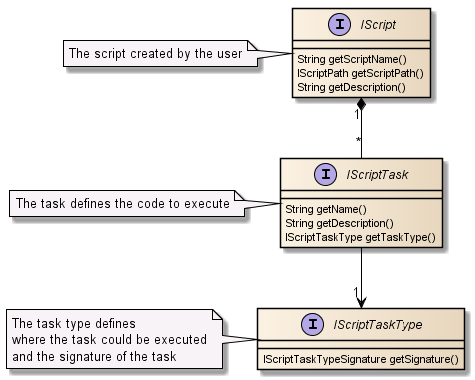 I IScript
The script created by the user
String getScriptName()
IScriptPath getScriptPath()
String getDescription()
1
*
I IScriptTask
The task defines the code to execute
String getName()
String getDescription()
IScriptTaskType getTaskType()
1
I IScriptTaskType
The task type defines
where the task could be executed
and the signature of the task
IScriptTaskTypeSignature getSignature()